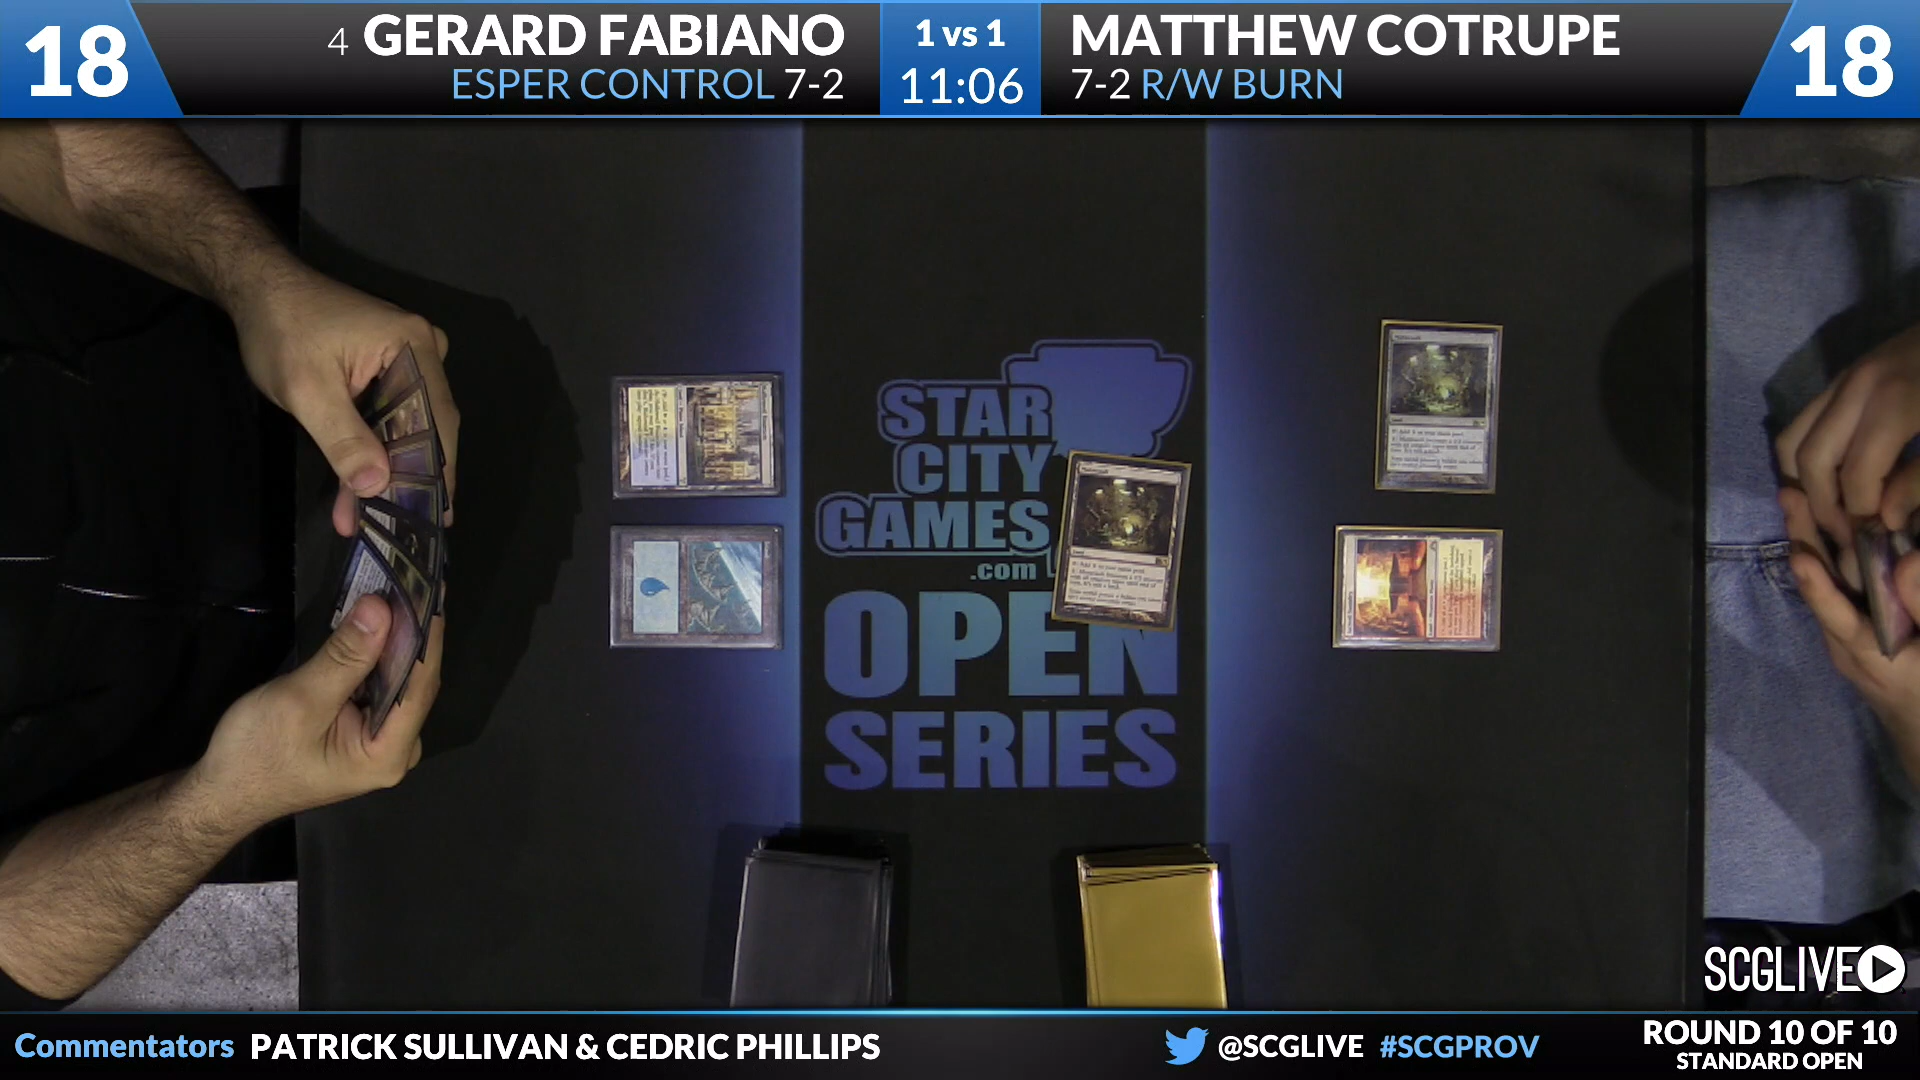 18
4 GERARD FABIANO
ESPER CONTROL 7-2
1 vs 1
11:06
MATTHEW COTRUPE
7-2 R/W BURN
18
STAR
CITY
GAMES
.com
OPEN
SERIES
SCGLIVE
Commentators PATRICK SULLIVAN & CEDRIC PHILLIPS
@SCGLIVE #SCGPROV
ROUND 10 OF 10
STANDARD OPEN